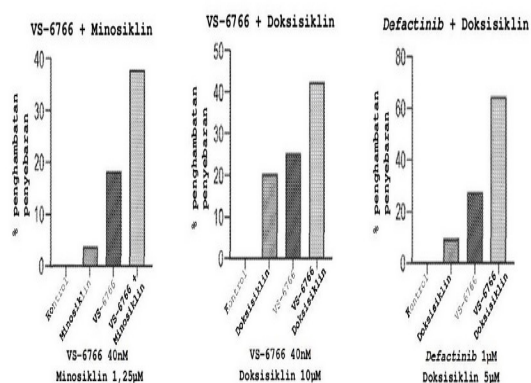 VS-6766 + Minosiklin
% penghambatan
penyebaran
40
30
20
10
0
Kontrol
Minosiklin
VS-6766
VS-6766 +
Minosiklin
VS-6766 40nM
Minosiklin 1,25µM
VS-6766 + Doksisiklin
% penghambatan
penyebaran
50
40
30
20
10
0
Kontrol
Doksisiklin
VS-6766
VS-6766
Doksisiklin
VS-6766 40nM
Doksisiklin 10µM
Defactinib + Doksisiklin
% penghambatan
penyebaran
80
60
40
20
0
Kontrol
Doksisiklin
VS-6766
VS-6766
Doksisiklin
Defactinib 1µM
Doksisiklin 5µM